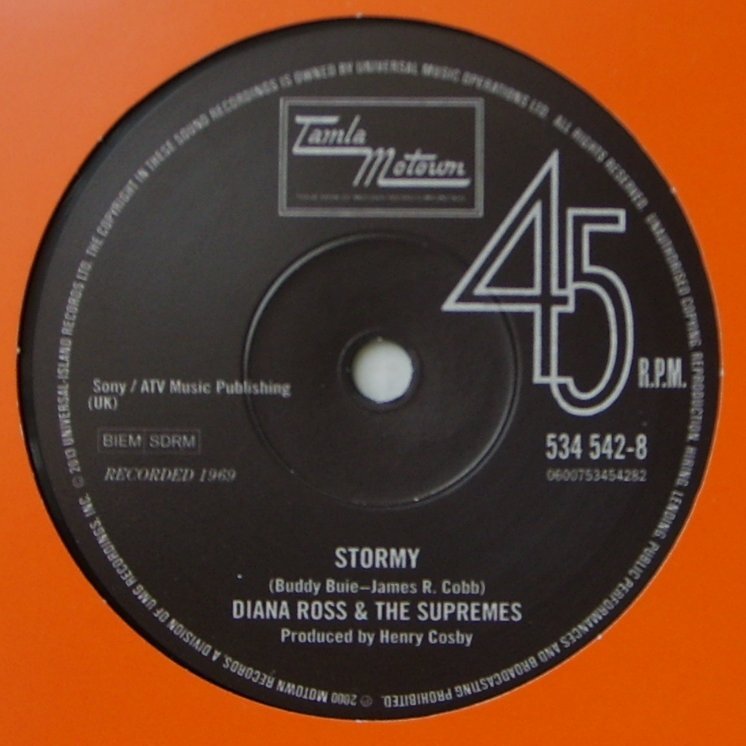 Tamla
Motown
45
R.P.M.
Sony / ATV Music Publishing
(UK)
BIEM SDRM
RECORDED 1969
534 542-8
0600753454282
STORMY
(Buddy Buie–James R. Cobb)
DIANA ROSS & THE SUPREMES
Produced by Henry Cosby
℗ 2000 MOTOWN RECORDS, A DIVISION OF UMG RECORDINGS, INC. © 2013 UNIVERSAL-ISLAND RECORDS LTD. THE COPYRIGHT IN THESE SOUND RECORDINGS IS OWNED BY UNIVERSAL MUSIC OPERATIONS LTD. ALL RIGHTS RESERVED. UNAUTHORISED COPYING, REPRODUCTION, HIRING, LENDING, PUBLIC PERFORMANCES AND BROADCASTING PROHIBITED.